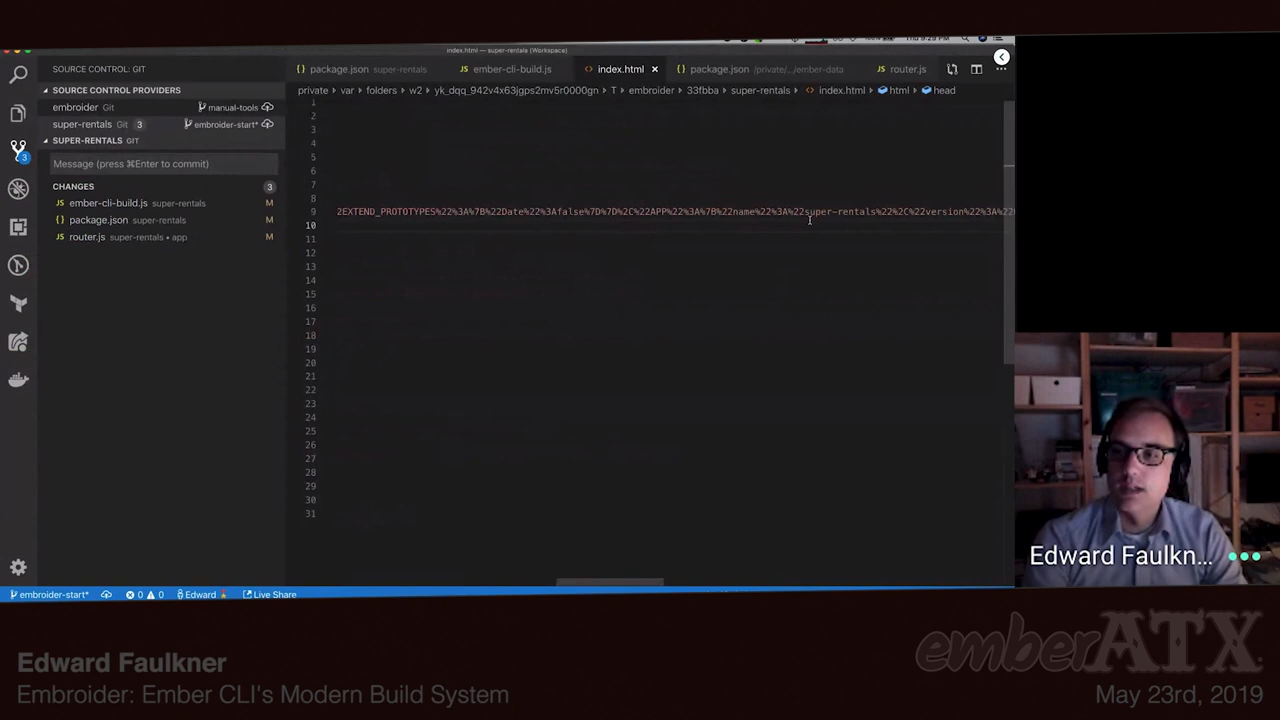 index.html — super-rentals (Workspace)
SOURCE CONTROL: GIT
SOURCE CONTROL PROVIDERS
embroider Git manual-tools
super-rentals Git 3 embroider-start*
SUPER-RENTALS GIT
Message (press ⌘Enter to commit)
CHANGES 3
ember-cli-build.js super-rentals M
package.json super-rentals M
router.js super-rentals • app M
3
package.json super-rentals ember-cli-build.js index.html package.json /private/.../ember-data router.js
private var folders w2 yk_dqq_942v4x63jgps2mv5r0000gn T embroider 33fbba super-rentals index.html html head
1
2
3
4
5
6
7
8
9 2EXTEND_PROTOTYPES%22%3A%7B%22Date%22%3Afalse%7D%7D%2C%22APP%22%3A%7B%22name%22%3A%22super-rentals%22%2C%22version%22%3A%22
10
11
12
13
14
15
16
17
18
19
20
21
22
23
24
25
26
27
28
29
30
31
embroider-start* 0 0 Edward Live Share
Edward Faulkn...
Edward Faulkner
Embroider: Ember CLI's Modern Build System
emberATX
May 23rd, 2019